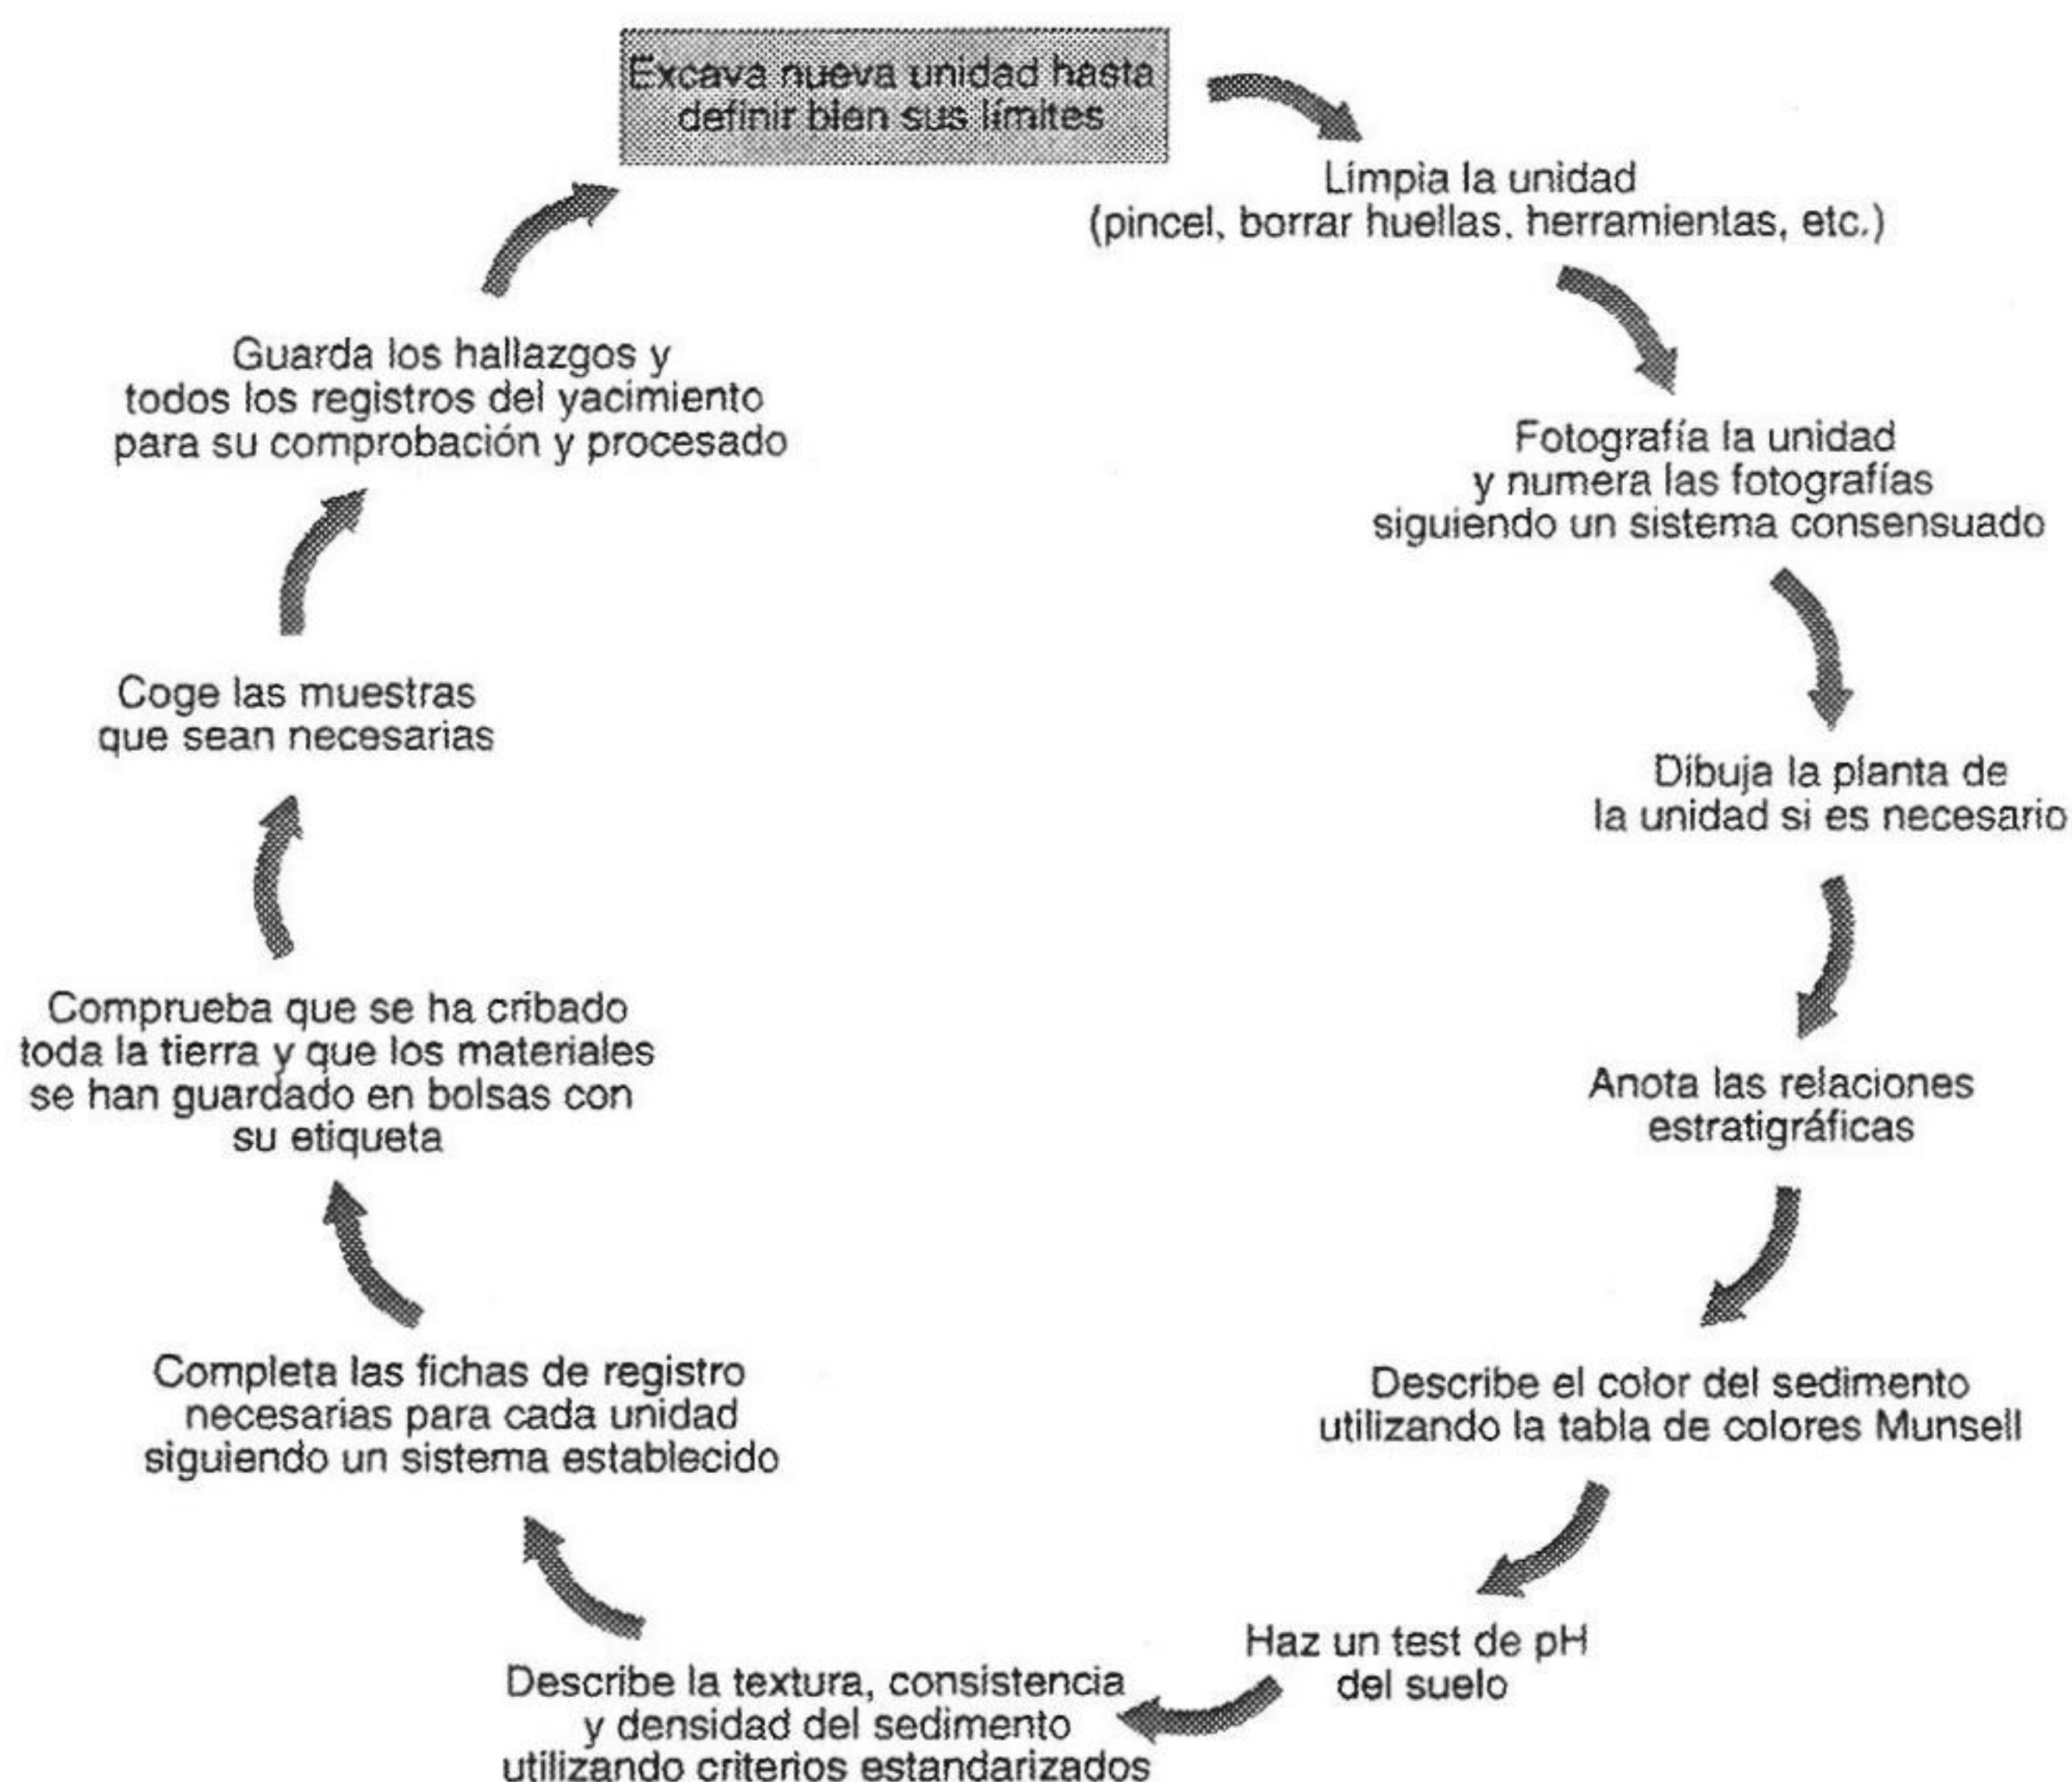 Excava nueva unidad hasta
definir bien sus límites
Limpia la unidad
(pincel, borrar huellas, herramientas, etc.)
Fotografía la unidad
y numera las fotografías
siguiendo un sistema consensuado
Dibuja la planta de
la unidad si es necesario
Anota las relaciones
estratigráficas
Describe el color del sedimento
utilizando la tabla de colores Munsell
Haz un test de pH
del suelo
Describe la textura, consistencia
y densidad del sedimento
utilizando criterios estandarizados
Completa las fichas de registro
necesarias para cada unidad
siguiendo un sistema establecido
Comprueba que se ha cribado
toda la tierra y que los materiales
se han guardado en bolsas con
su etiqueta
Coge las muestras
que sean necesarias
Guarda los hallazgos y
todos los registros del yacimiento
para su comprobación y procesado